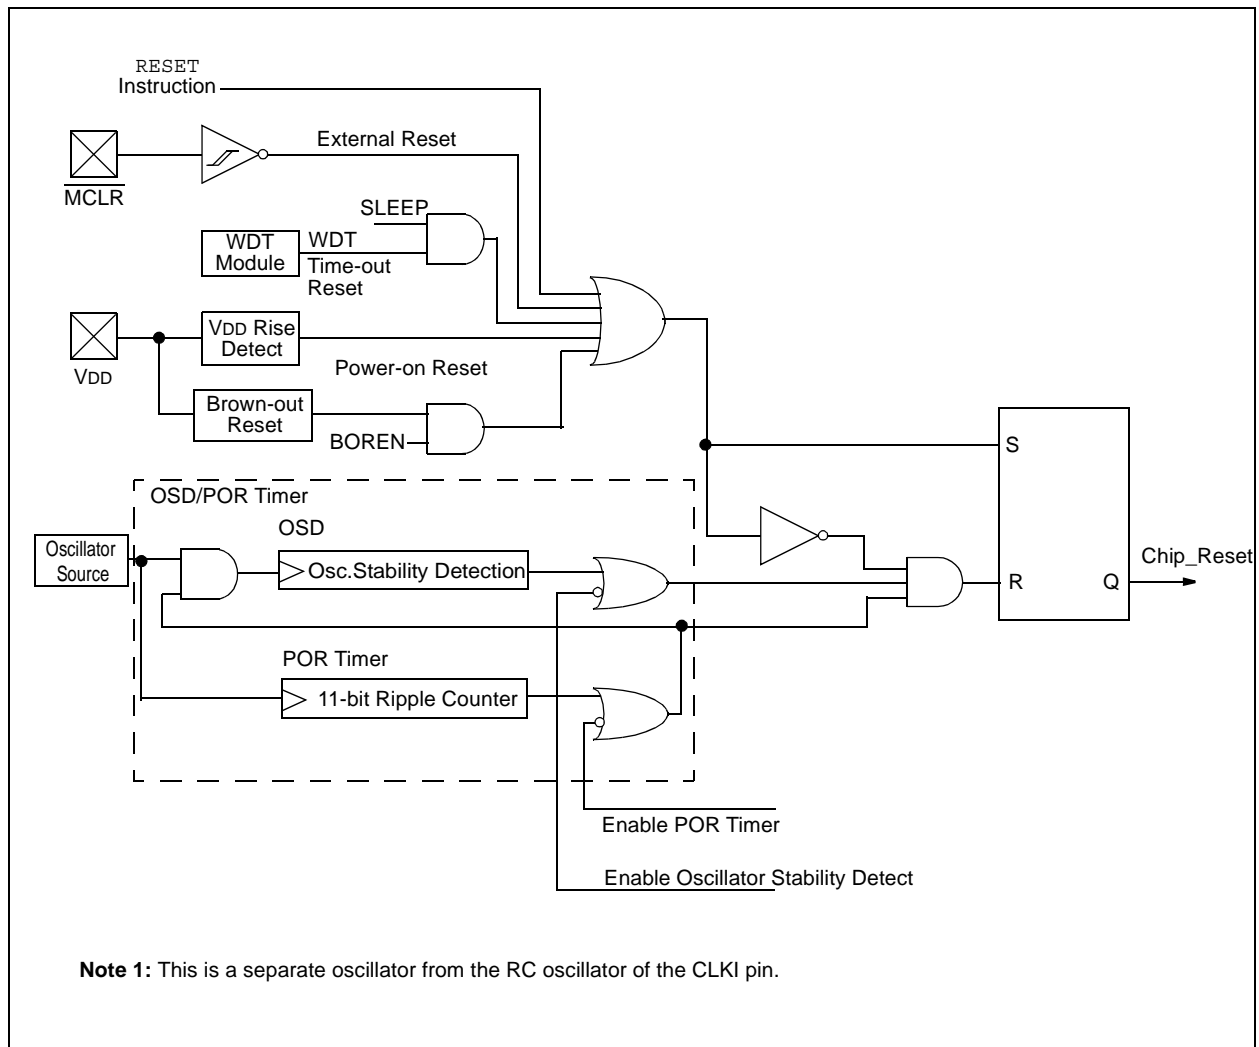 RESET
Instruction
External Reset
MCLR
SLEEP
WDT
Module
WDT
Time-out
Reset
VDD Rise
Detect
VDD
Power-on Reset
Brown-out
Reset
BOREN
S
OSD/POR Timer
OSD
Oscillator
Source
Osc.Stability Detection
Chip_Reset
R
Q
POR Timer
11-bit Ripple Counter
Enable POR Timer
Enable Oscillator Stability Detect
Note 1: This is a separate oscillator from the RC oscillator of the CLKI pin.